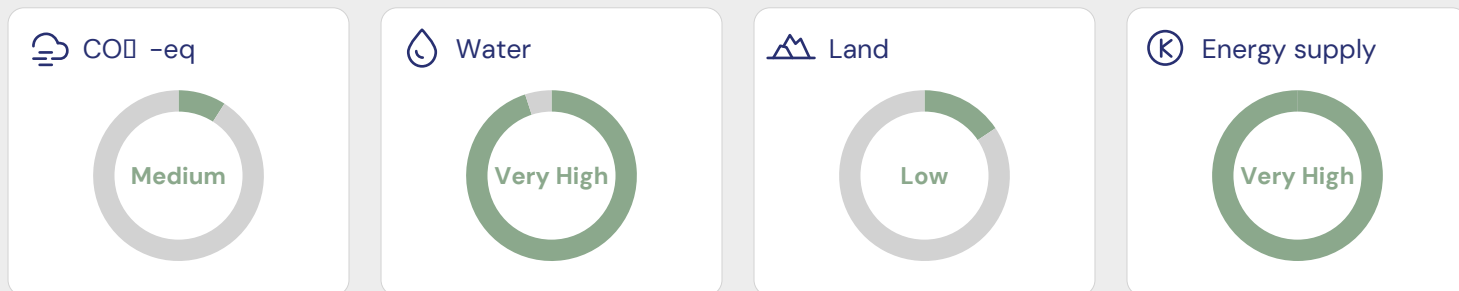 CO▯ -eq
Water
Land
Energy supply
Medium
Very High
Low
Very High